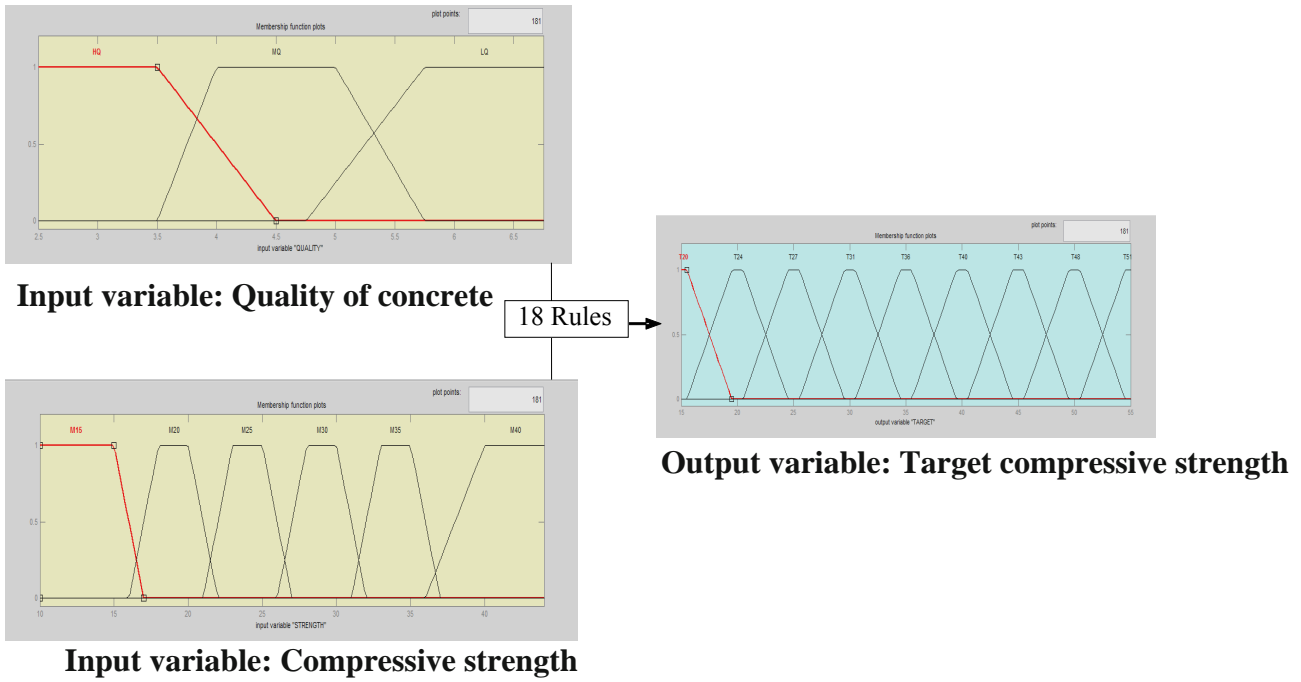 plot points: 181
Membership function plots
HQ MQ LQ
1
0.5
0
2.5 3 3.5 4 4.5 5 5.5 6 6.5
input variable "QUALITY"
Input variable: Quality of concrete
18 Rules
plot points: 181
Membership function plots
T20 T24 T27 T31 T36 T40 T43 T48 T51
1
0.5
0
15 20 25 30 35 40 45 50 55
output variable "TARGET"
Output variable: Target compressive strength
plot points: 181
Membership function plots
M15 M20 M25 M30 M35 M40
1
0.5
0
10 15 20 25 30 35 40
input variable "STRENGTH"
Input variable: Compressive strength